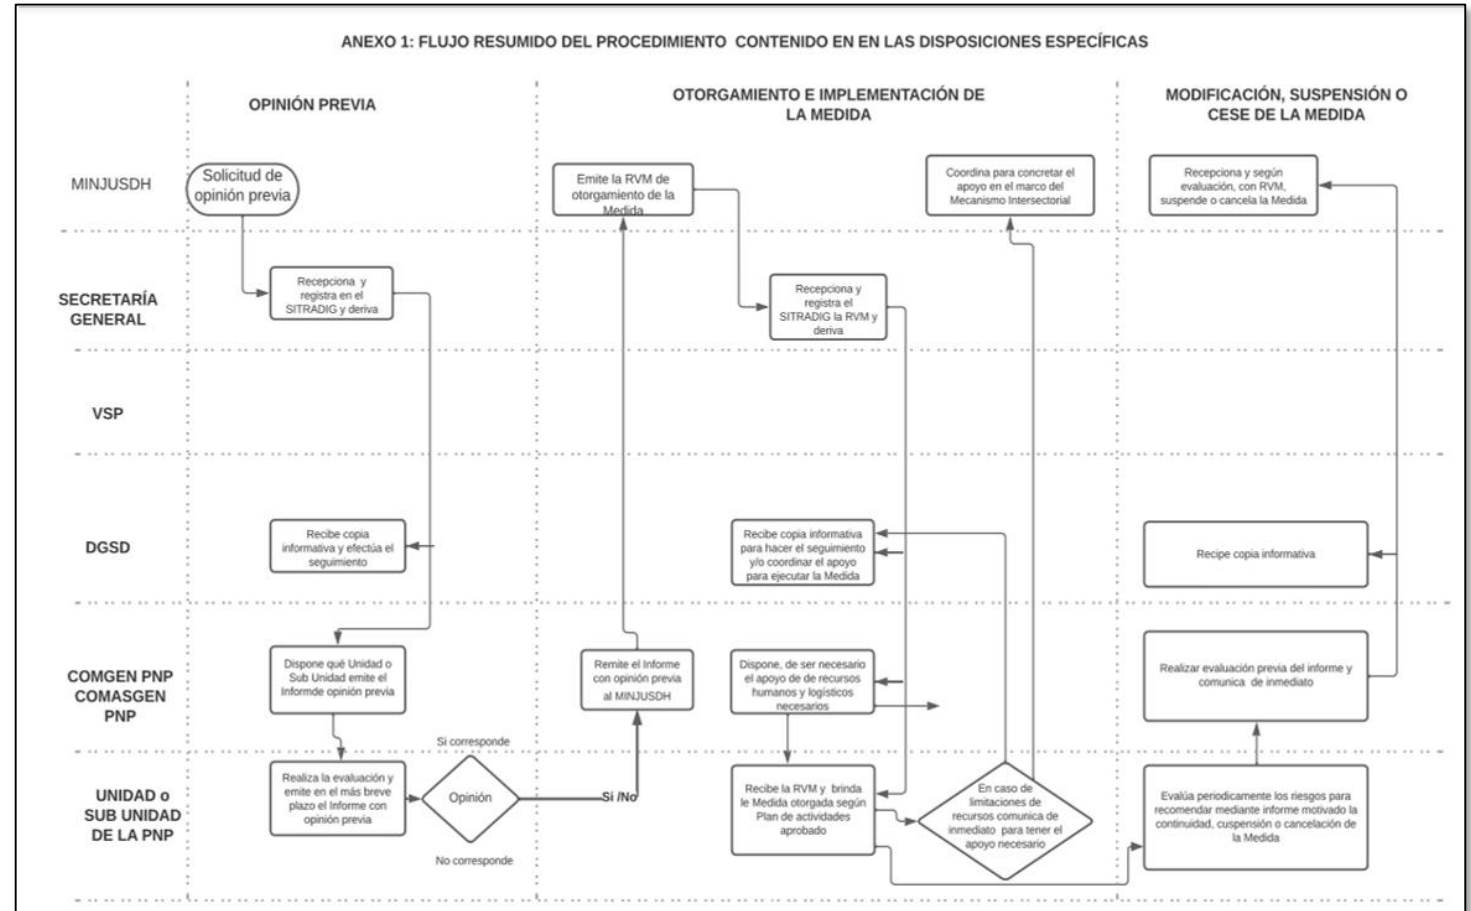 ANEXO 1: FLUJO RESUMIDO DEL PROCEDIMIENTO CONTENIDO EN EN LAS DISPOSICIONES ESPECÍFICAS
OPINIÓN PREVIA
OTORGAMIENTO E IMPLEMENTACIÓN DE
LA MEDIDA
MODIFICACIÓN, SUSPENSIÓN O
CESE DE LA MEDIDA
MINJUSDH
Solicitud de
opinión previa
Emite la RVM de
otorgamiento de la
Medida
Coordina para concretar el
apoyo en el marco del
Mecanismo Intersectorial
Recepciona y según
evaluación, con RVM,
suspende o cancela la Medida
SECRETARÍA
GENERAL
Recepciona y
registra en el
SITRADIG y deriva
Recepciona y
registra el
SITRADIG la RVM y
deriva
VSP
DGSD
Recibe copia
informativa y efectúa el
seguimiento
Recibe copia informativa
para hacer el seguimiento
y/o coordinar el apoyo
para ejecutar la Medida
Recipe copia informativa
COMGEN PNP
COMASGEN
PNP
Dispone qué Unidad o
Sub Unidad emite el
Informde opinión previa
Remite el Informe
con opinión previa
al MINJUSDH
Dispone, de ser necesario
el apoyo de de recursos
humanos y logísticos
necesarios
Realizar evaluación previa del informe y
comunica de inmediato
UNIDAD o
SUB UNIDAD
DE LA PNP
Realiza la evaluación y
emite en el más breve
plazo el Informe con
opinión previa
Si corresponde
Opinión
No corresponde
Si /No
Recibe la RVM y brinda
le Medida otorgada según
Plan de actividades
aprobado
En caso de
limitaciones de
recursos comunica de
inmediato para tener el
apoyo necesario
Evalúa periodicamente los riesgos para
recomendar mediante informe motivado la
continuidad, cuspensión o cancelación de
la Medida